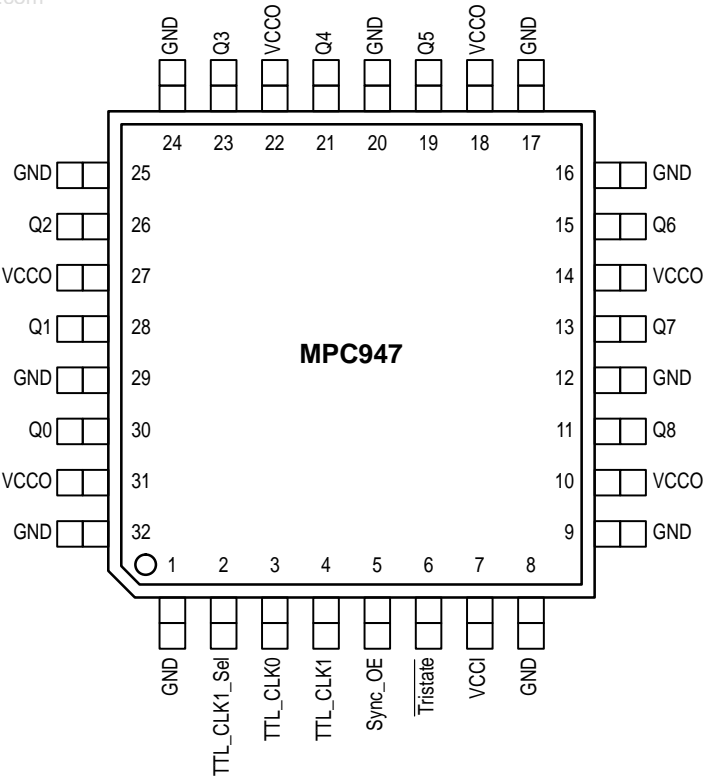 .com
GND Q3 VCCO Q4 GND Q5 VCCO GND
24 23 22 21 20 19 18 17
GND 25 16 GND
Q2 26 15 Q6
VCCO 27 14 VCCO
Q1 28 13 Q7
MPC947
GND 29 12 GND
Q0 30 11 Q8
VCCO 31 10 VCCO
GND 32 9 GND
1 2 3 4 5 6 7 8
GND TTL_CLK1_Sel TTL_CLK0 TTL_CLK1 Sync_OE Tristate VCCI GND